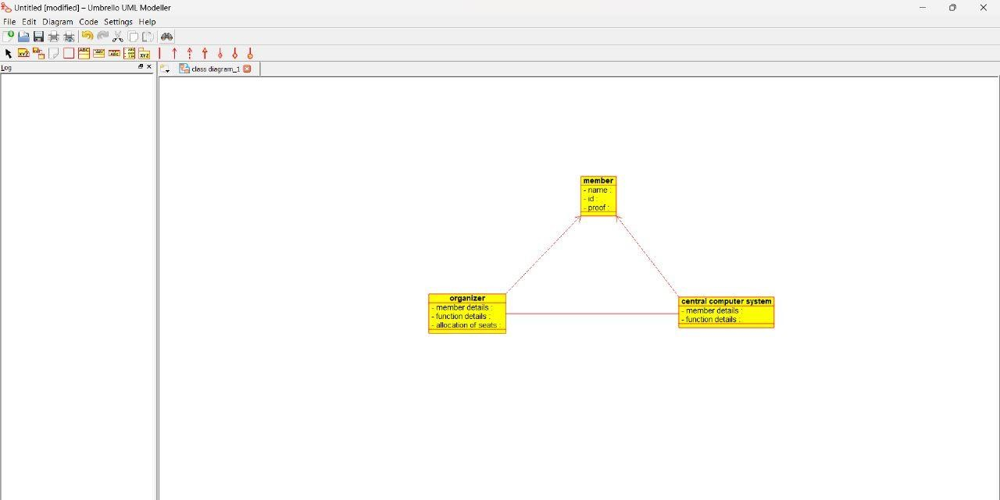 Untitled [modified] – Umbrello UML Modeller
File Edit Diagram Code Settings Help
Log
class diagram_1
member
- name :
- id :
- proof :
organizer
- member details :
- function details :
- allocation of seats :
central computer system
- member details :
- function details :